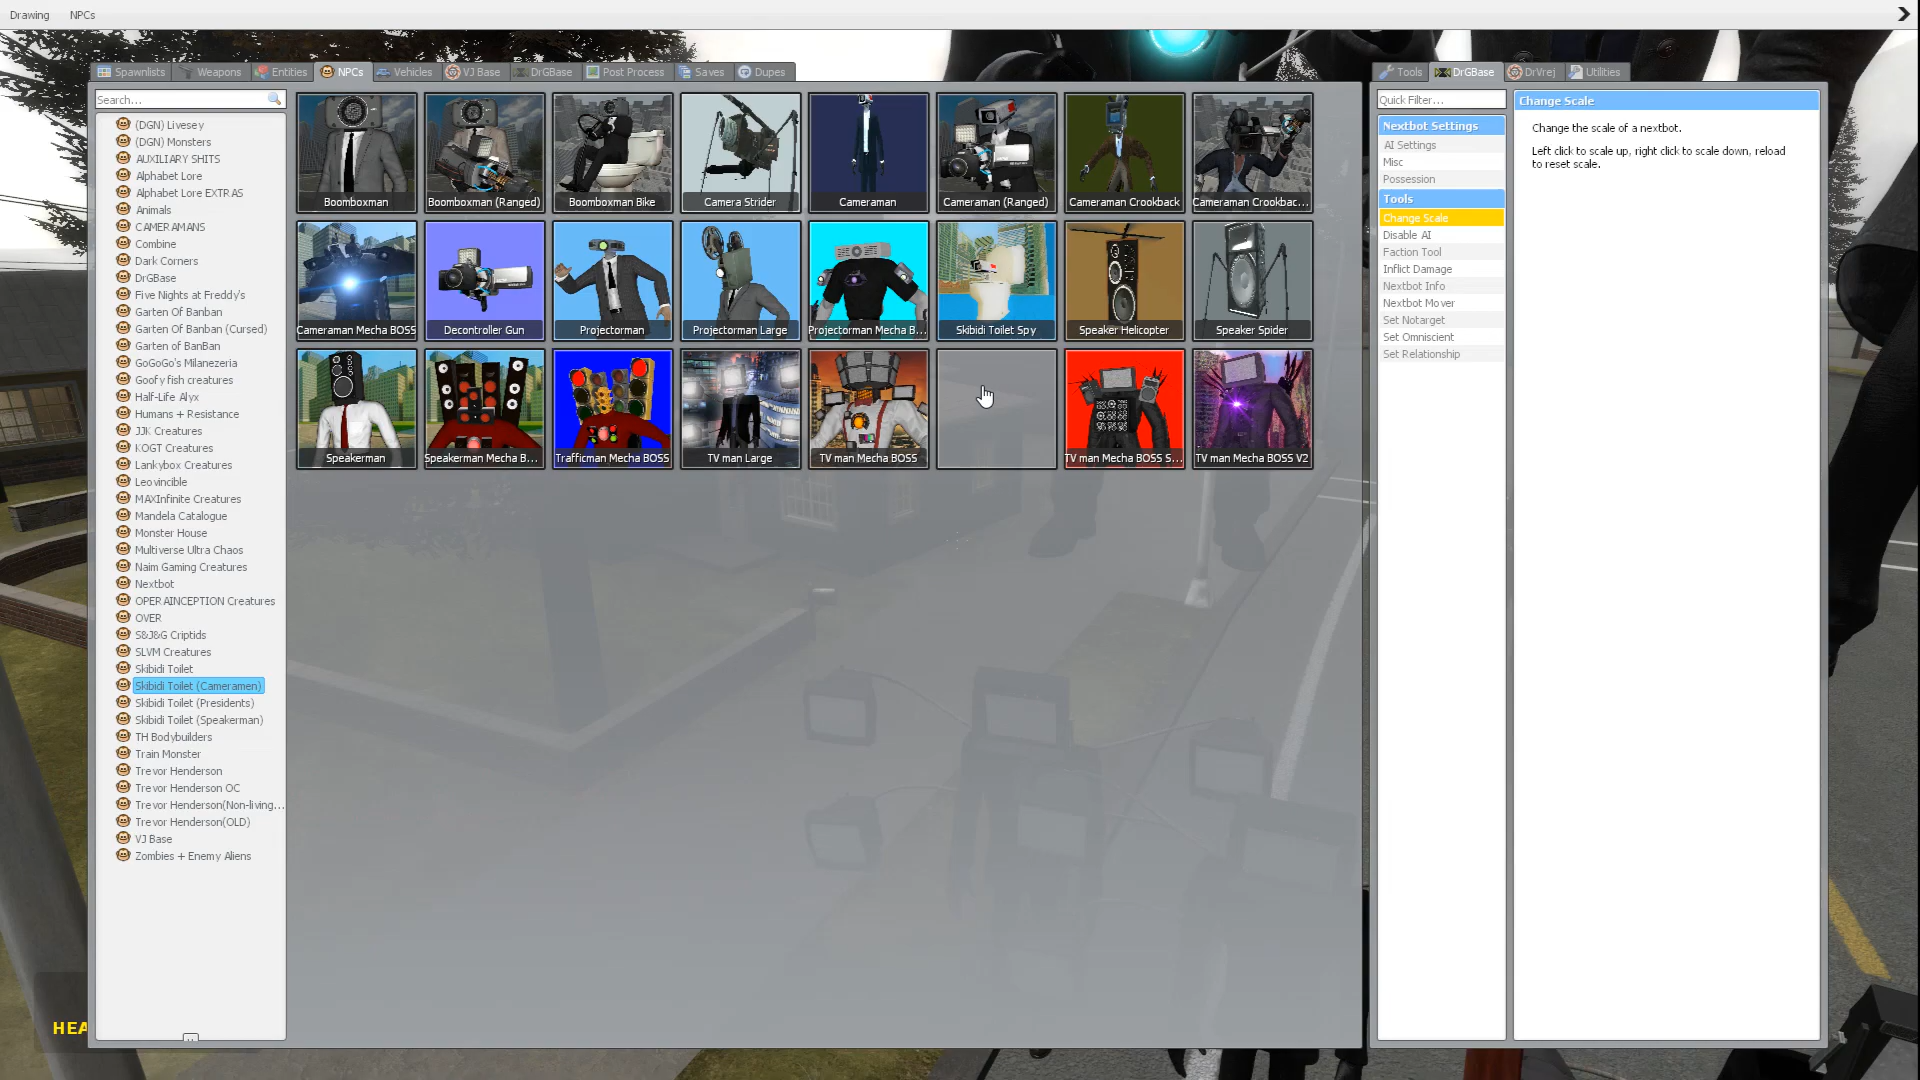 Drawing NPCs
Spawnlists Weapons Entities NPCs Vehicles VJ Base DrGBase Post Process Saves Dupes
Tools DrGBase DrVrej Utilities
Search...
(DGN) Livesey
(DGN) Monsters
AUXILIARY SHITS
Alphabet Lore
Alphabet Lore EXTRAS
Animals
CAMERAMANS
Combine
Dark Corners
DrGBase
Five Nights at Freddy's
Garten Of Banban
Garten Of Banban (Cursed)
Garten of BanBan
GoGoGo's Milanezeria
Goofy fish creatures
Half-Life Alyx
Humans + Resistance
JJK Creatures
KOGT Creatures
Lankybox Creatures
Leovincible
MAXInfinite Creatures
Mandela Catalogue
Monster House
Multiverse Ultra Chaos
Naim Gaming Creatures
Nextbot
OPERAINCEPTION Creatures
OVER
S&J&G Criptids
SLVM Creatures
Skibidi Toilet
Skibidi Toilet (Cameramen)
Skibidi Toilet (Presidents)
Skibidi Toilet (Speakerman)
TH Bodybuilders
Train Monster
Trevor Henderson
Trevor Henderson OC
Trevor Henderson(Non-living...
Trevor Henderson(OLD)
VJ Base
Zombies + Enemy Aliens
Boomboxman
Boomboxman (Ranged)
Boomboxman Bike
Camera Strider
Cameraman
Cameraman (Ranged)
Cameraman Crookback
Cameraman Crookbac...
Cameraman Mecha BOSS
Decontroller Gun
Projectorman
Projectorman Large
Projectorman Mecha B...
Skibidi Toilet Spy
Speaker Helicopter
Speaker Spider
Speakerman
Speakerman Mecha B...
Trafficman Mecha BOSS
TV man Large
TV man Mecha BOSS
TV man Mecha BOSS S...
TV man Mecha BOSS V2
Quick Filter...
Nextbot Settings
AI Settings
Misc
Possession
Tools
Change Scale
Disable AI
Faction Tool
Inflict Damage
Nextbot Info
Nextbot Mover
Set Notarget
Set Omniscient
Set Relationship
Change Scale
Change the scale of a nextbot.
Left click to scale up, right click to scale down, reload
to reset scale.
HEA